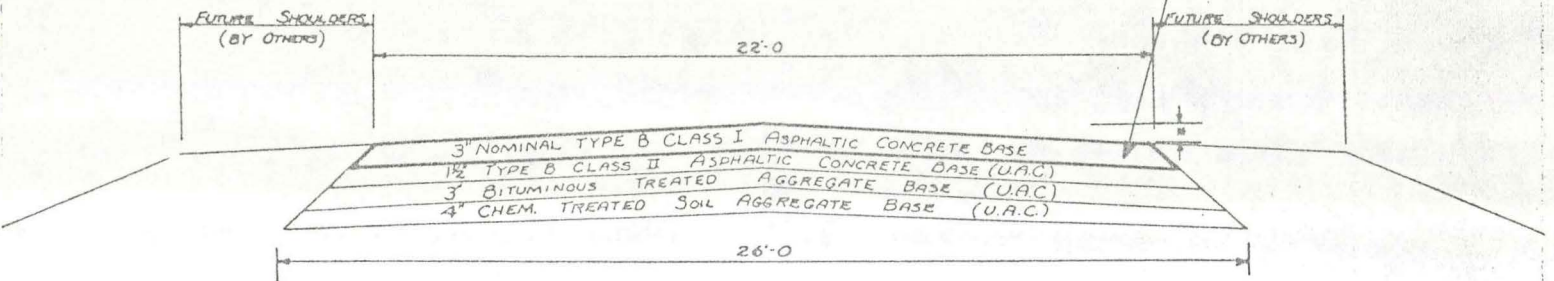 FUTURE SHOULDERS
(BY OTHERS)
22'-0
FUTURE SHOULDERS
(BY OTHERS)
3" NOMINAL TYPE B CLASS I ASPHALTIC CONCRETE BASE
1½" TYPE B CLASS II ASPHALTIC CONCRETE BASE (U.A.C)
3" BITUMINOUS TREATED AGGREGATE BASE (U.A.C)
4" CHEM. TREATED SOIL AGGREGATE BASE (U.A.C)
26'-0